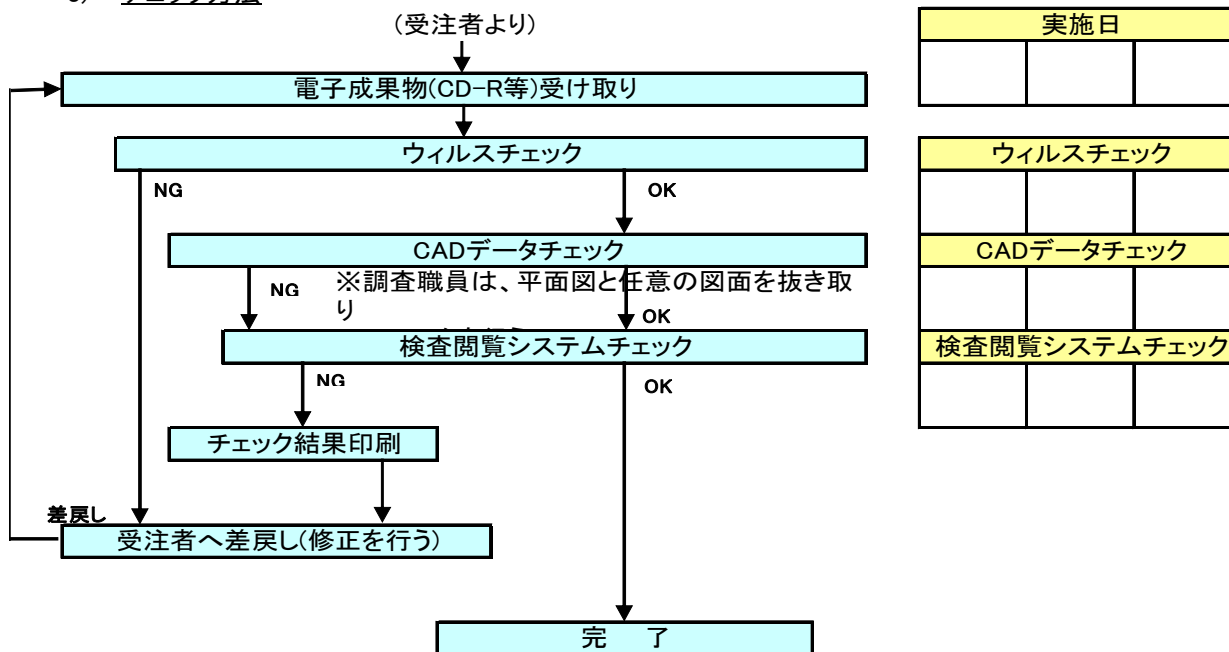 (受注者より)
実施日
電子成果物(CD-R等)受け取り
ウィルスチェック
ウィルスチェック
NG
OK
CADデータチェック
CADデータチェック
※調査職員は、平面図と任意の図面を抜き取
り
NG
OK
検査閲覧システムチェック
検査閲覧システムチェック
NG
OK
チェック結果印刷
差戻し
受注者へ差戻し(修正を行う)
完 了